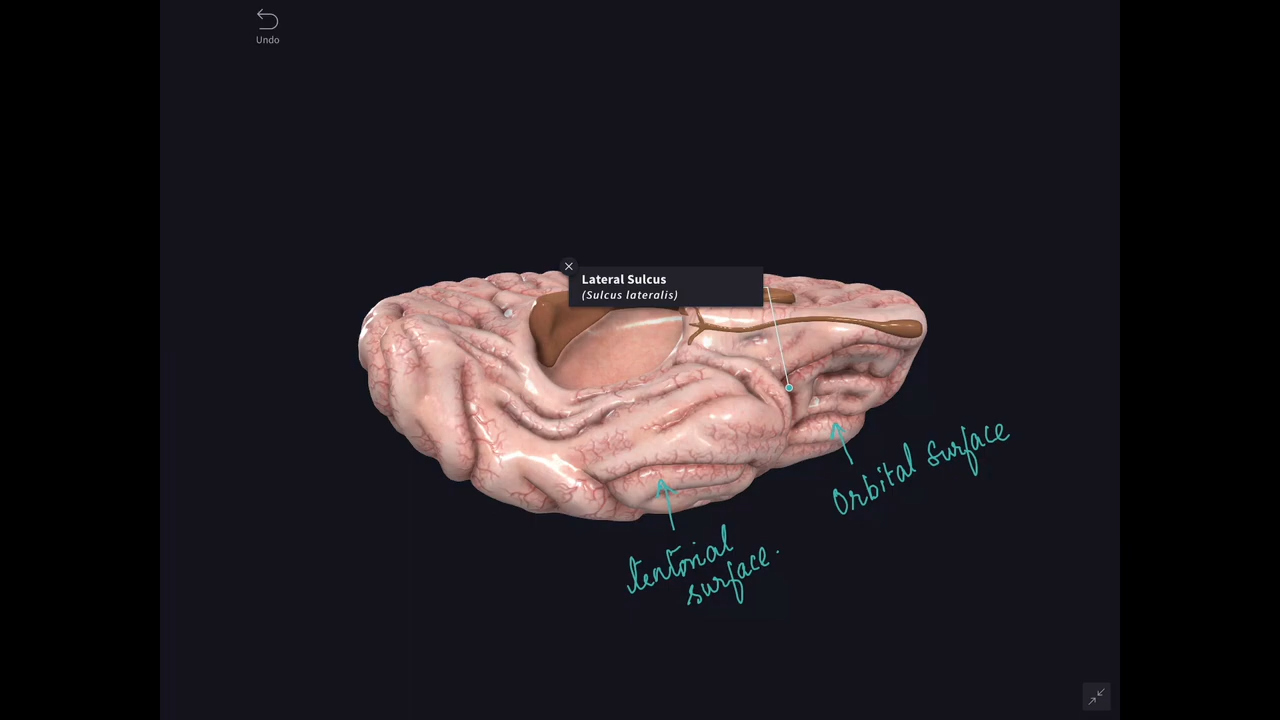 Undo
Lateral Sulcus
(Sulcus lateralis)
Orbital surface
tentorial
surface.